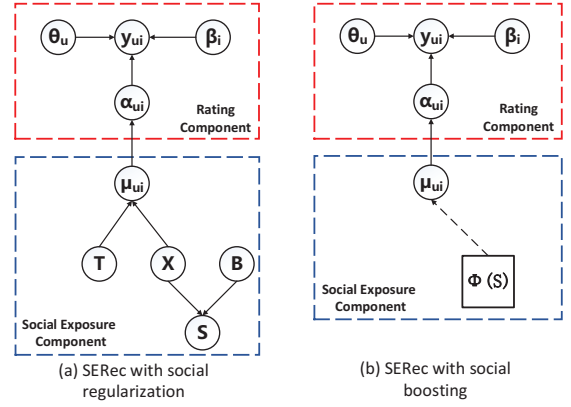 θu yui βi
αui
Rating
Component
μui
T X B
S
Social Exposure
Component
(a) SERec with social
regularization
θu yui βi
αui
Rating
Component
μui
Φ (S)
Social Exposure
Component
(b) SERec with social
boosting